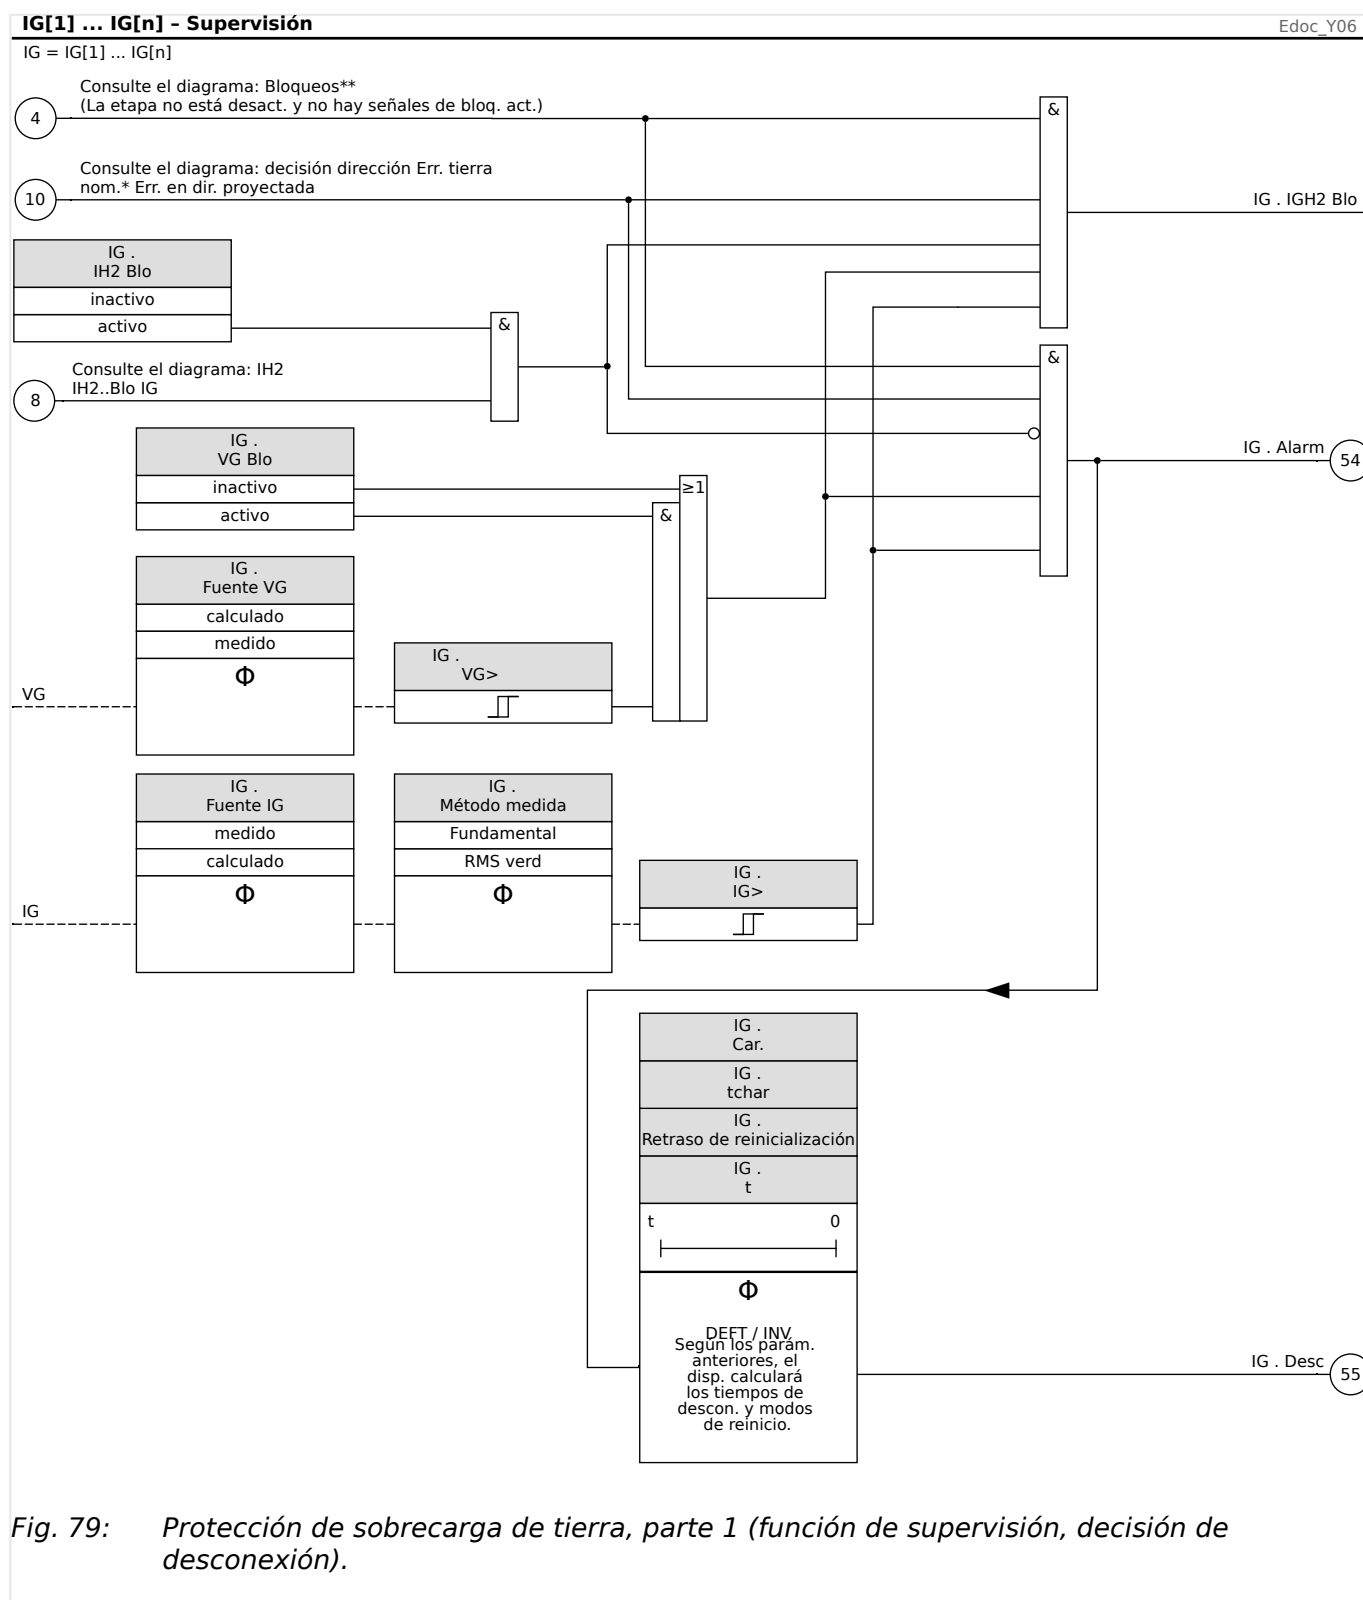 IG[1] ... IG[n] – Supervisión
Edoc_Y06
IG = IG[1] ... IG[n]
Consulte el diagrama: Bloqueos**
(La etapa no está desact. y no hay señales de bloq. act.)
4
&
Consulte el diagrama: decisión dirección Err. tierra
nom.* Err. en dir. proyectada
10
IG . IGH2 Blo
IG .
IH2 Blo
inactivo
activo
&
Consulte el diagrama: IH2
IH2..Blo IG
8
&
IG . Alarm
54
IG .
VG Blo
inactivo
activo
≥1
&
IG .
Fuente VG
calculado
medido
Φ
VG
IG .
VG>
IG .
Fuente IG
medido
calculado
Φ
IG
IG .
Método medida
Fundamental
RMS verd
Φ
IG .
IG>
IG .
Car.
IG .
tchar
IG .
Retraso de reinicialización
IG .
t
t 0
Φ
DEFT / INV
Según los parám.
anteriores, el
disp. calculará
los tiempos de
descon. y modos
de reinicio.
IG . Desc
55
Fig. 79: Protección de sobrecarga de tierra, parte 1 (función de supervisión, decisión de
desconexión).